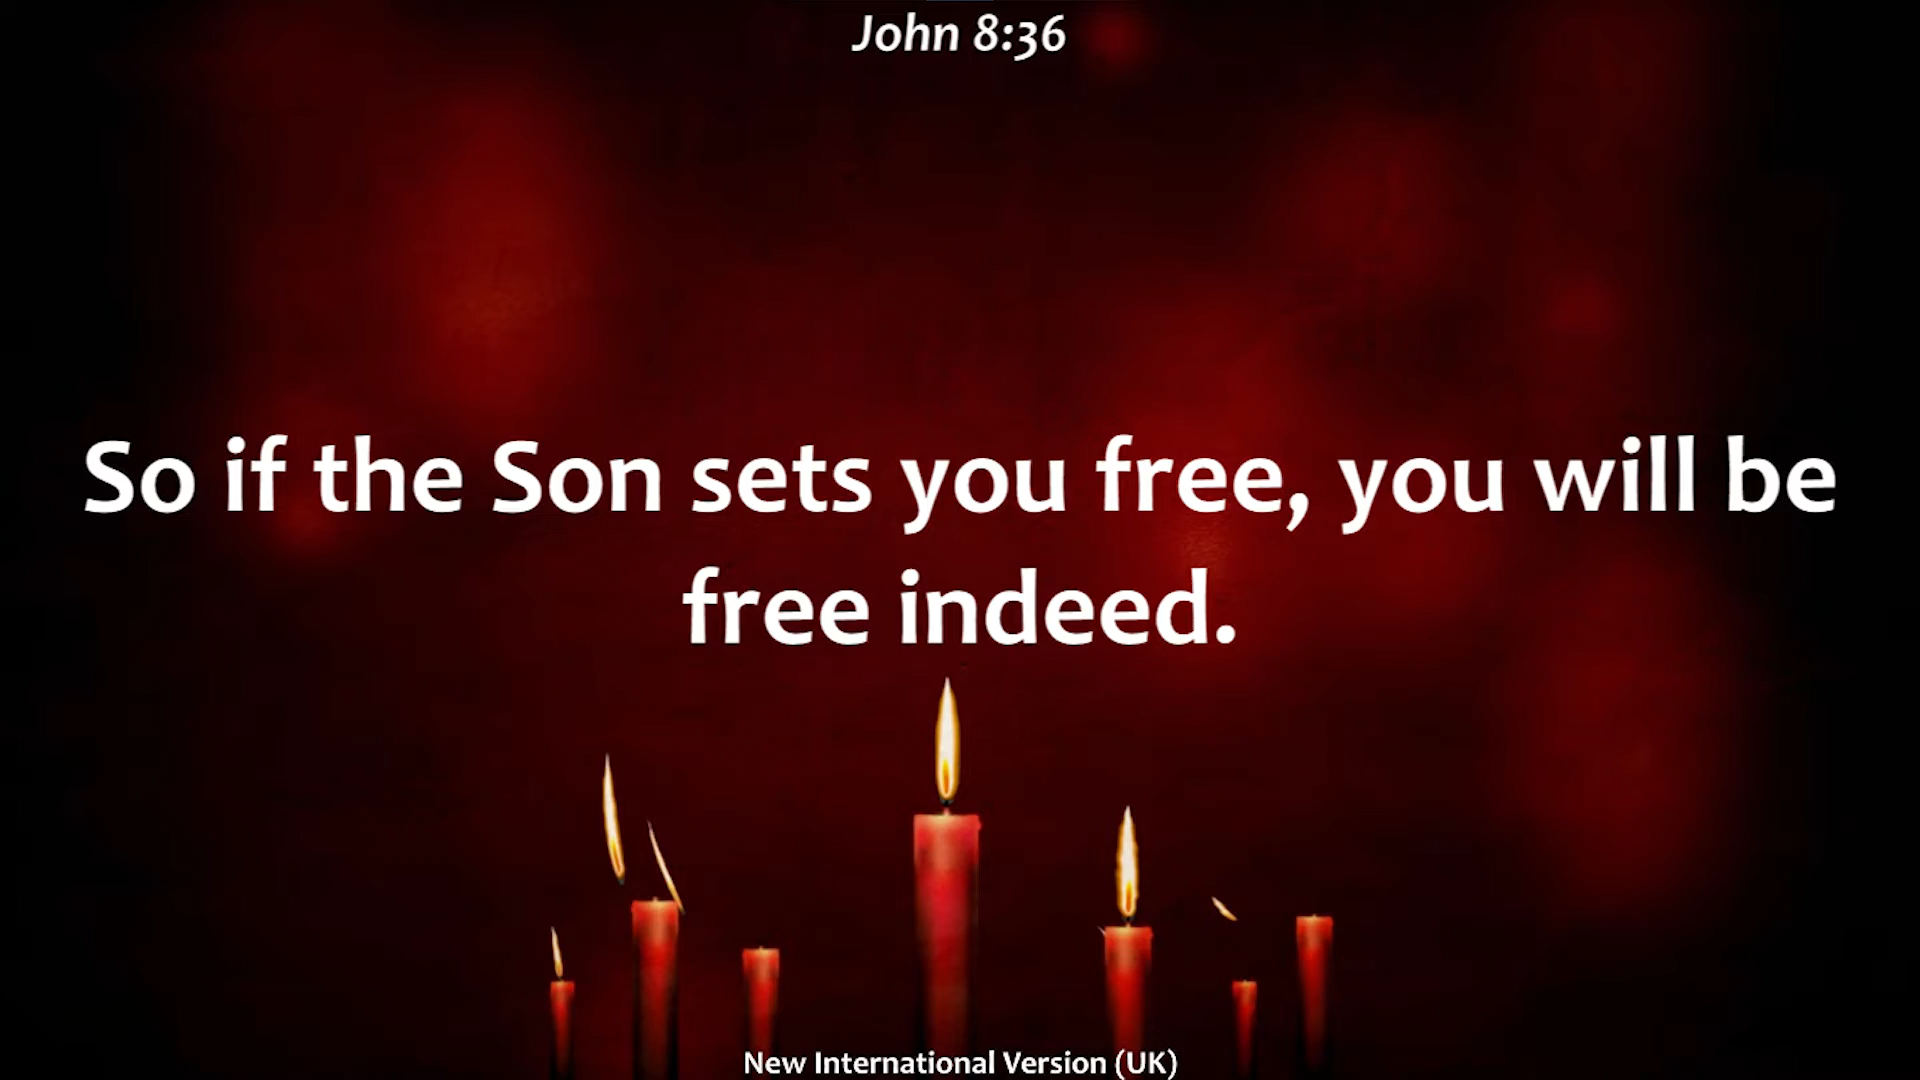 John 8:36
So if the Son sets you free, you will be
free indeed.
New International Version (UK)